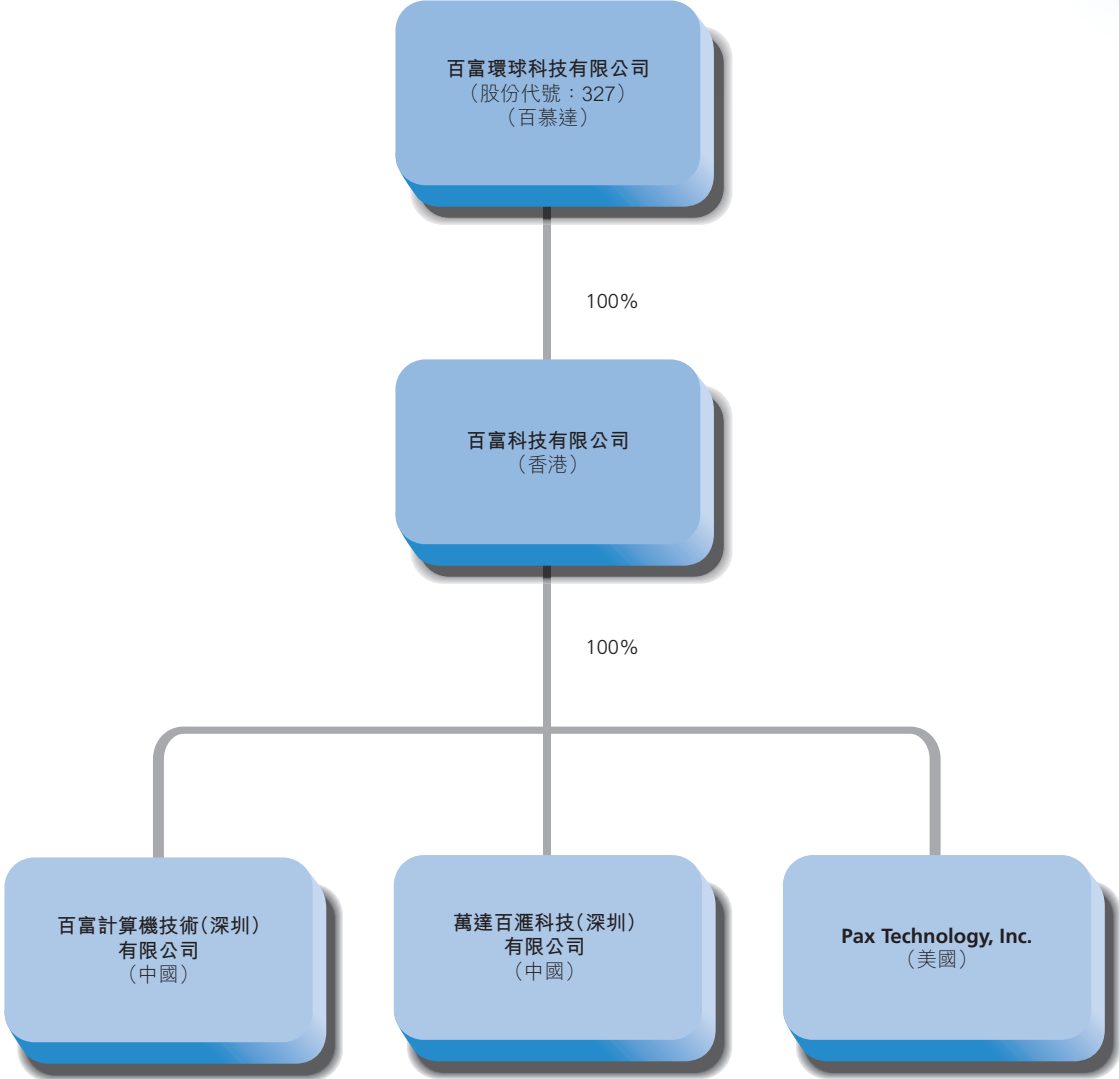 百富環球科技有限公司
（股份代號：327）
（百慕達）
100%
百富科技有限公司
（香港）
100%
百富計算機技術（深圳）
有限公司
（中國）
萬達百滙科技（深圳）
有限公司
（中國）
Pax Technology, Inc.
（美國）